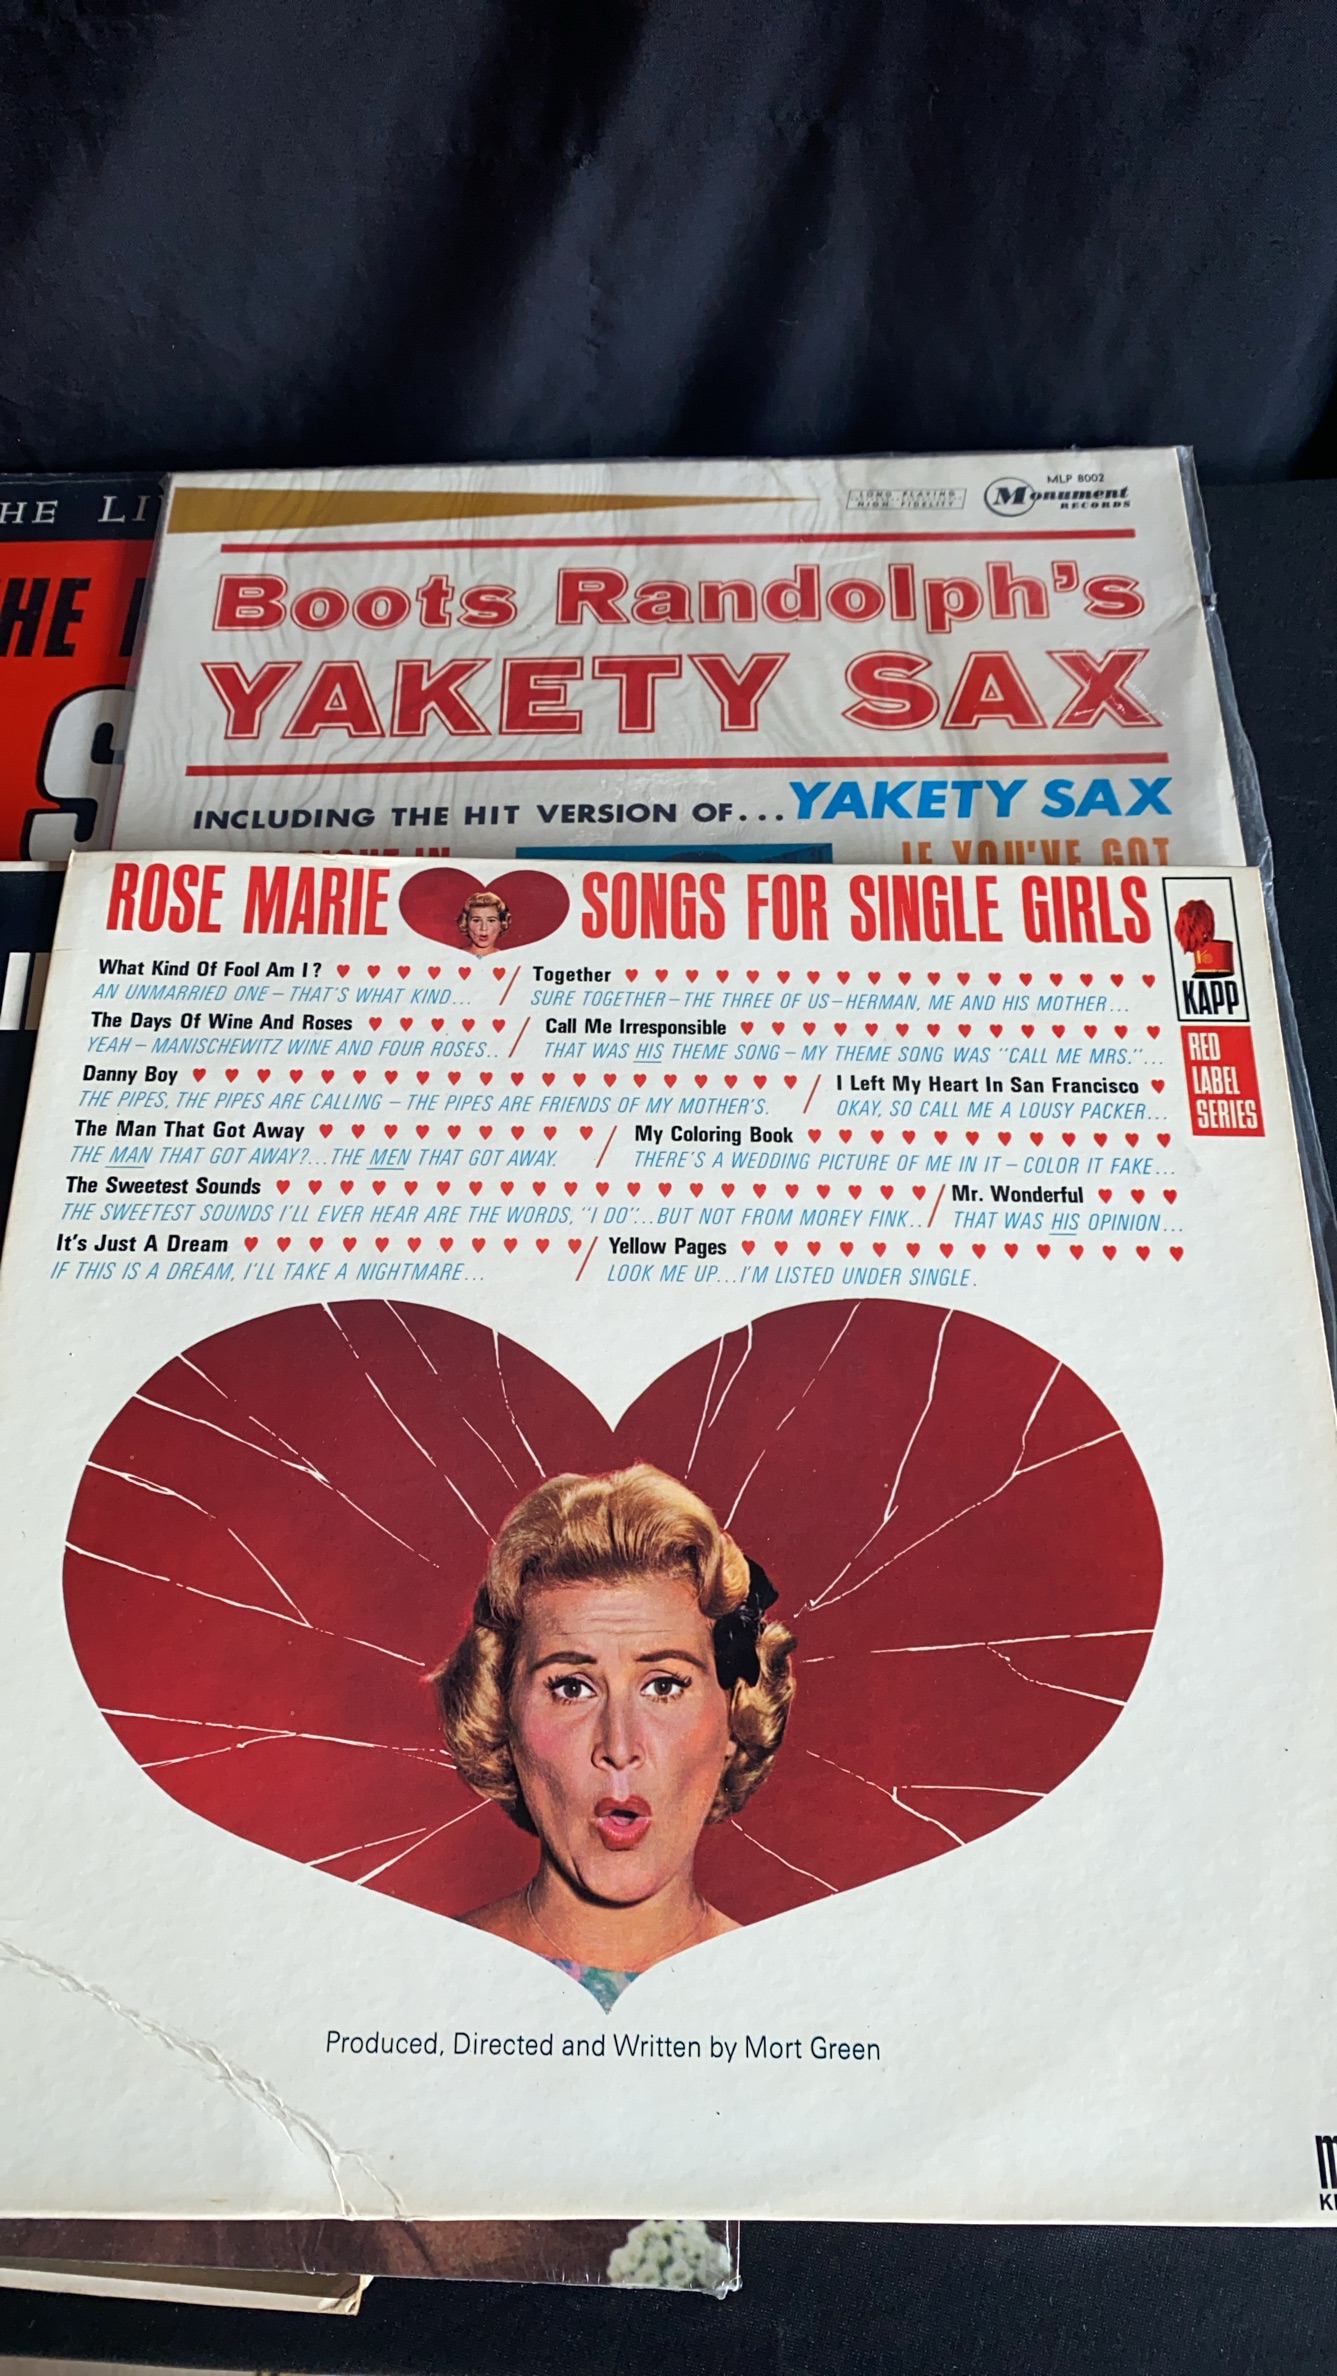 HE LI
HE
S
MLP 8002
LONG PLAYING
HIGH FIDELITY
Monument
RECORDS
Boots Randolph's
YAKETY SAX
INCLUDING THE HIT VERSION OF... YAKETY SAX
IF YOU'VE GOT
ROSE MARIE SONGS FOR SINGLE GIRLS
KAPP
RED
LABEL
SERIES
What Kind Of Fool Am I? / Together
AN UNMARRIED ONE – THAT'S WHAT KIND... SURE TOGETHER – THE THREE OF US – HERMAN, ME AND HIS MOTHER...
The Days Of Wine And Roses / Call Me Irresponsible
YEAH – MANISCHEWITZ WINE AND FOUR ROSES.. THAT WAS HIS THEME SONG – MY THEME SONG WAS "CALL ME MRS."...
Danny Boy / I Left My Heart In San Francisco
THE PIPES, THE PIPES ARE CALLING – THE PIPES ARE FRIENDS OF MY MOTHER'S. OKAY, SO CALL ME A LOUSY PACKER...
The Man That Got Away / My Coloring Book
THE MAN THAT GOT AWAY?...THE MEN THAT GOT AWAY. THERE'S A WEDDING PICTURE OF ME IN IT – COLOR IT FAKE...
The Sweetest Sounds / Mr. Wonderful
THE SWEETEST SOUNDS I'LL EVER HEAR ARE THE WORDS, "I DO"...BUT NOT FROM MOREY FINK.. THAT WAS HIS OPINION...
It's Just A Dream / Yellow Pages
IF THIS IS A DREAM, I'LL TAKE A NIGHTMARE... LOOK ME UP...I'M LISTED UNDER SINGLE.
Produced, Directed and Written by Mort Green